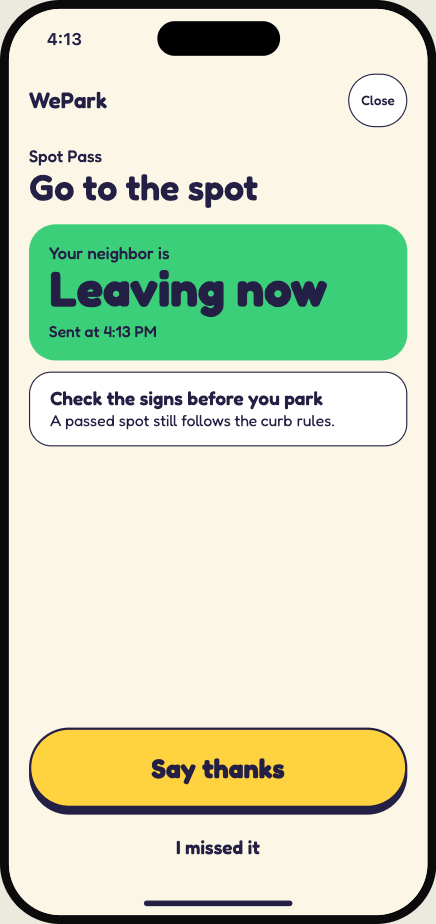 4:13
WePark
Close
Spot Pass
Go to the spot
Your neighbor is
Leaving now
Sent at 4:13 PM
Check the signs before you park
A passed spot still follows the curb rules.
Say thanks
I missed it